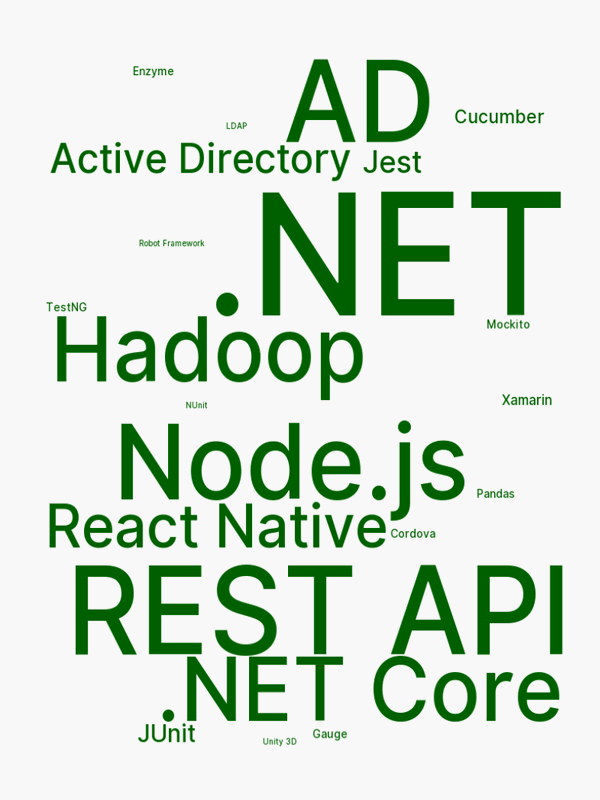 Enzyme
AD
Cucumber
LDAP
Active Directory
Jest
.NET
Robot Framework
TestNG
Hadoop
Mockito
Xamarin
NUnit
Node.js
Pandas
React Native
Cordova
REST API
.NET Core
JUnit
Gauge
Unity 3D